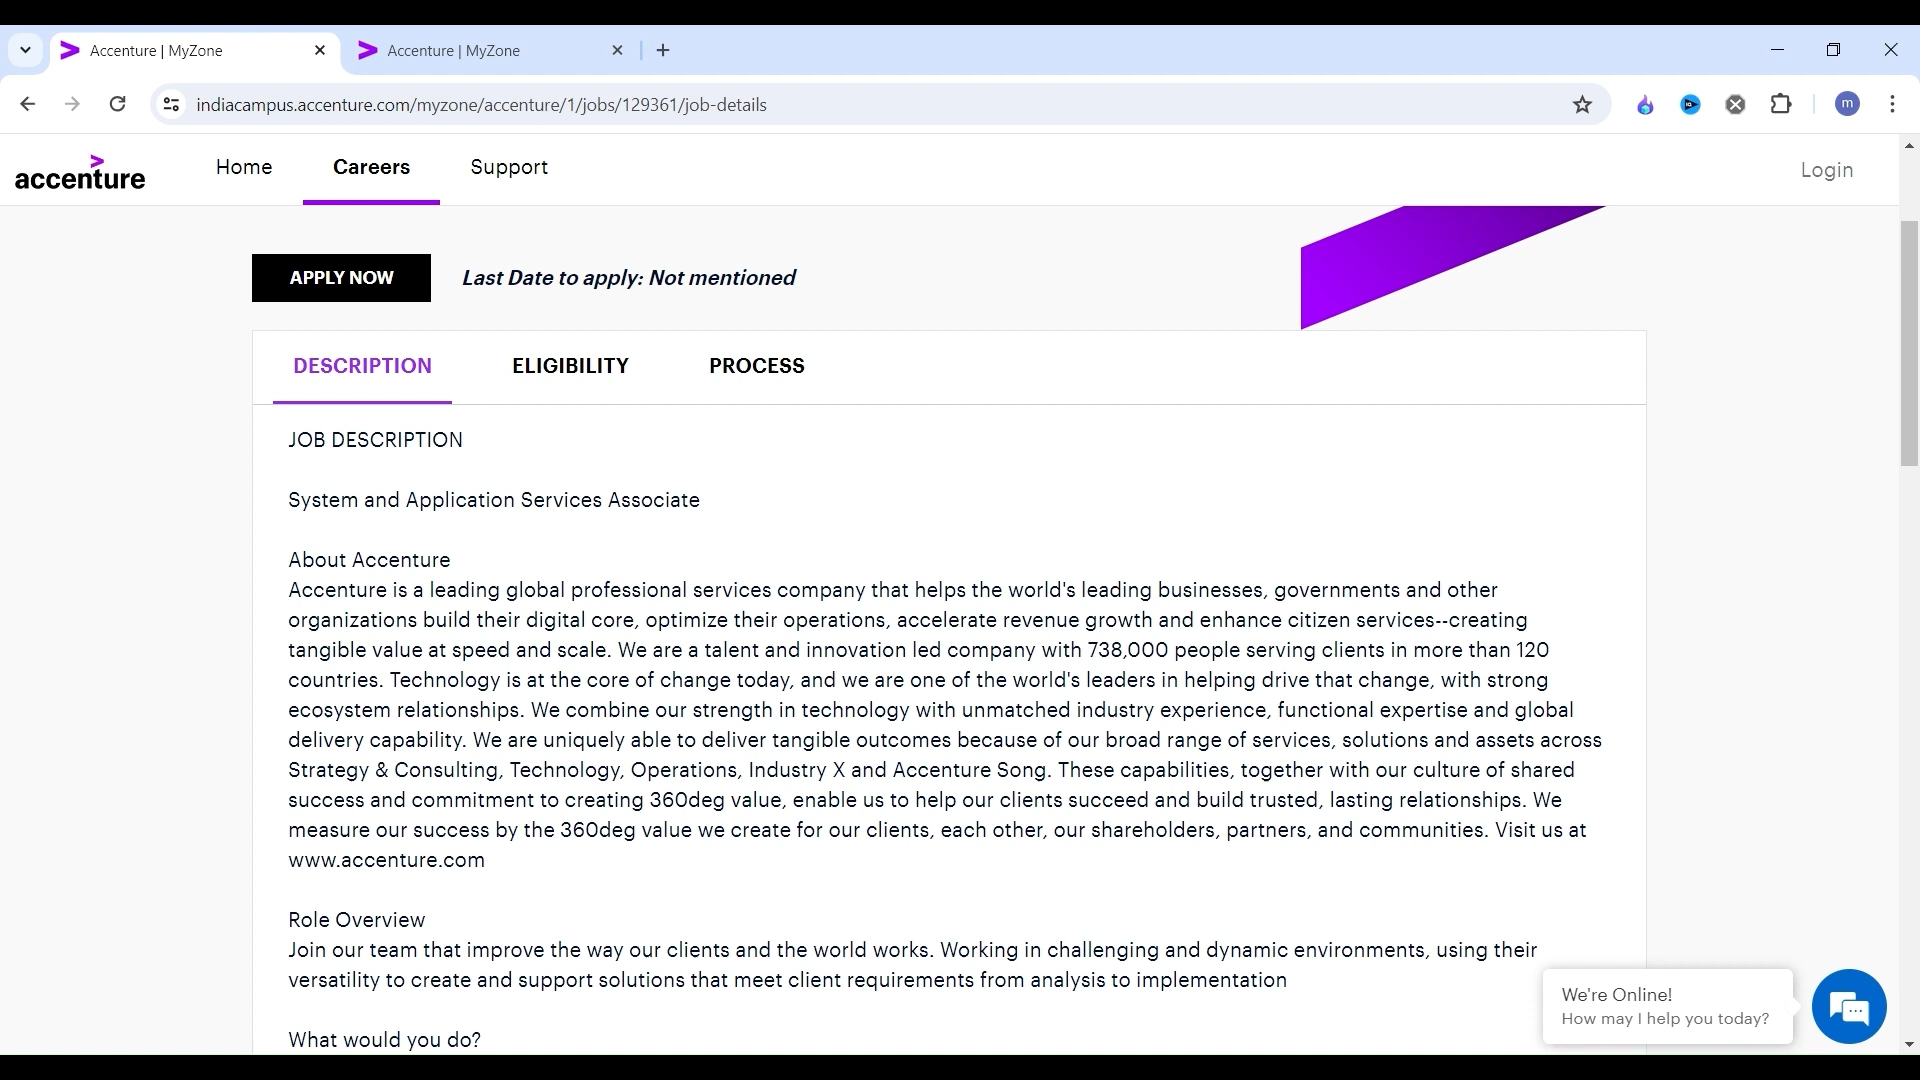 Accenture | MyZone
Accenture | MyZone
indiacampus.accenture.com/myzone/accenture/1/jobs/129361/job-details
m
accenture
Home
Careers
Support
Login
APPLY NOW
Last Date to apply: Not mentioned
DESCRIPTION
ELIGIBILITY
PROCESS
JOB DESCRIPTION
System and Application Services Associate
About Accenture
Accenture is a leading global professional services company that helps the world's leading businesses, governments and other
organizations build their digital core, optimize their operations, accelerate revenue growth and enhance citizen services--creating
tangible value at speed and scale. We are a talent and innovation led company with 738,000 people serving clients in more than 120
countries. Technology is at the core of change today, and we are one of the world's leaders in helping drive that change, with strong
ecosystem relationships. We combine our strength in technology with unmatched industry experience, functional expertise and global
delivery capability. We are uniquely able to deliver tangible outcomes because of our broad range of services, solutions and assets across
Strategy & Consulting, Technology, Operations, Industry X and Accenture Song. These capabilities, together with our culture of shared
success and commitment to creating 360deg value, enable us to help our clients succeed and build trusted, lasting relationships. We
measure our success by the 360deg value we create for our clients, each other, our shareholders, partners, and communities. Visit us at
www.accenture.com
Role Overview
Join our team that improve the way our clients and the world works. Working in challenging and dynamic environments, using their
versatility to create and support solutions that meet client requirements from analysis to implementation
What would you do?
We're Online!
How may I help you today?